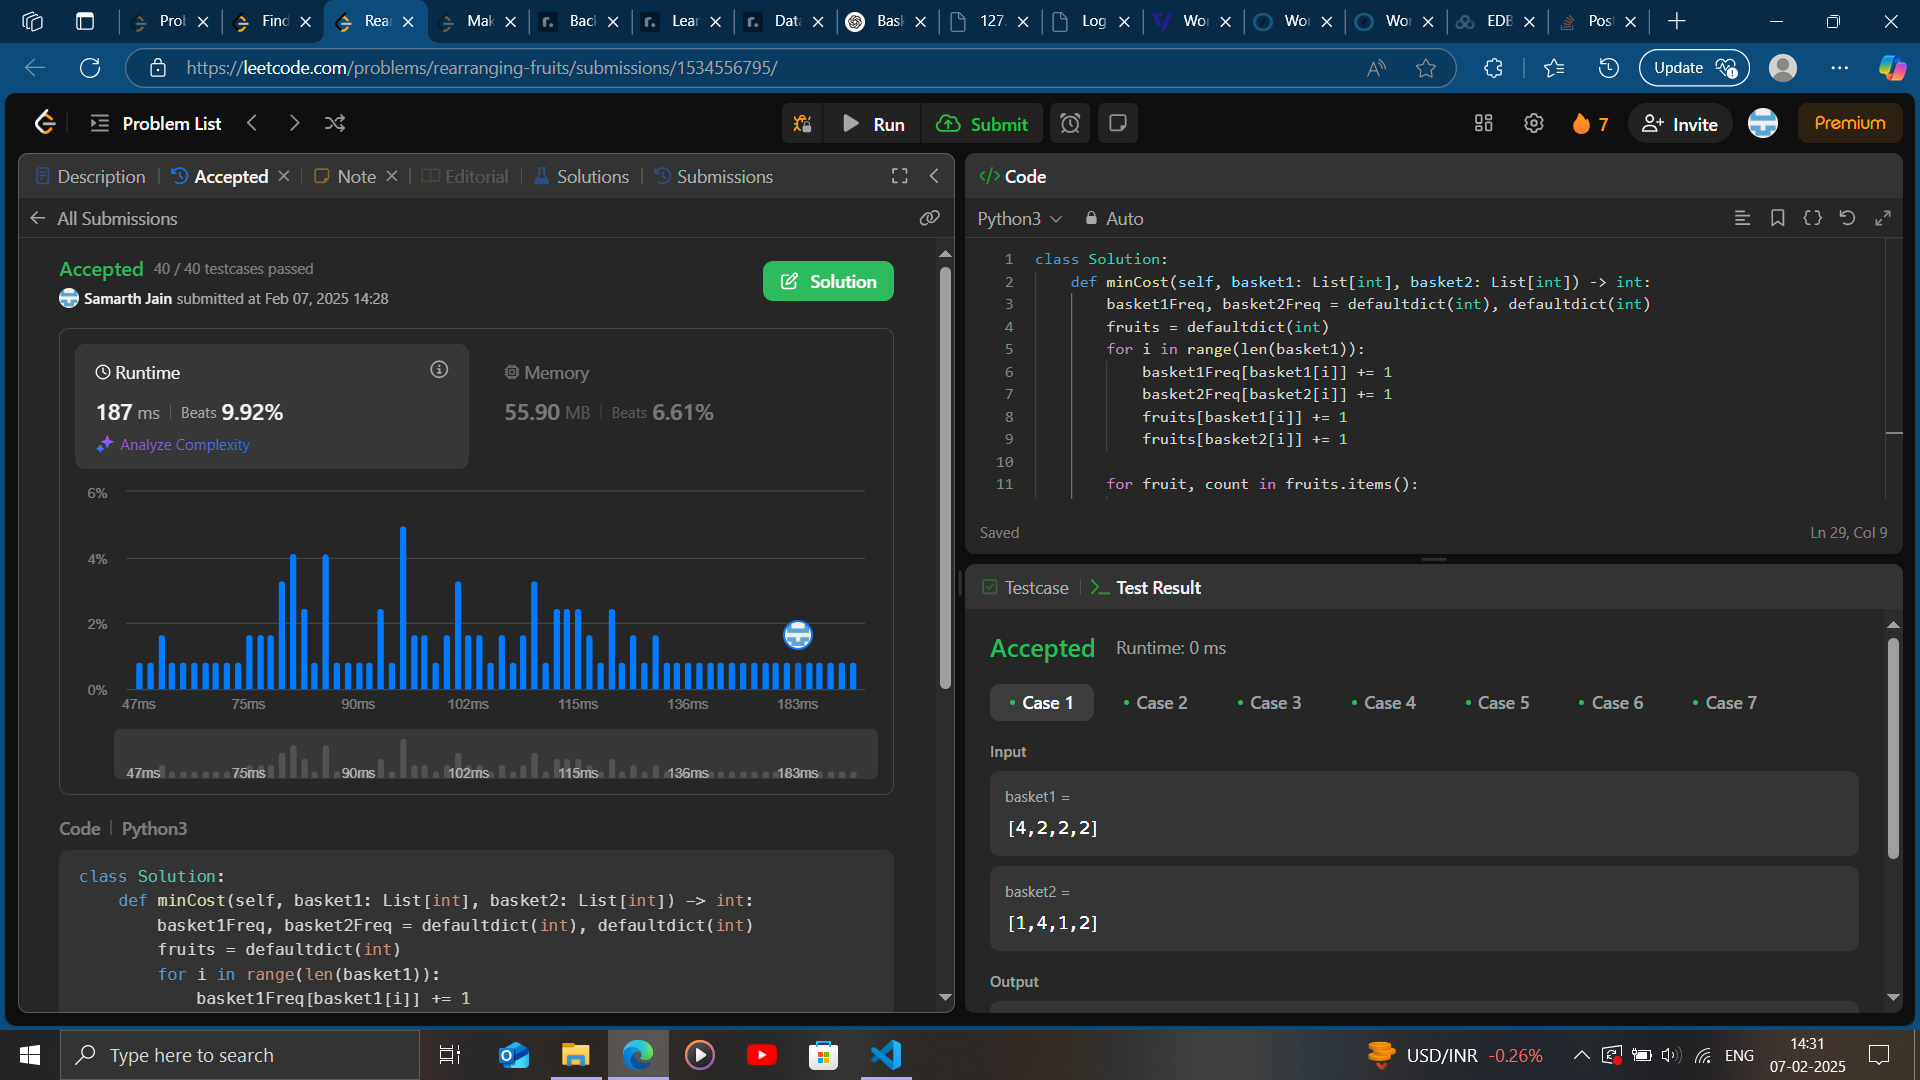 Prob
Find
Rear
Mak
Bacl
Lear
Data
Bask
127.
Log
Wor
Wor
Wor
EDB
Post
https://leetcode.com/problems/rearranging-fruits/submissions/1534556795/
Update
Problem List
Run
Submit
7
Invite
Premium
Description
Accepted
Note
Editorial
Solutions
Submissions
All Submissions
Accepted 40 / 40 testcases passed
Samarth Jain submitted at Feb 07, 2025 14:28
Solution
Runtime
187 ms Beats 9.92%
Analyze Complexity
Memory
55.90 MB Beats 6.61%
6%
4%
2%
0%
47ms 75ms 90ms 102ms 115ms 136ms 183ms
47ms 75ms 90ms 102ms 115ms 136ms 183ms
Code Python3
class Solution:
def minCost(self, basket1: List[int], basket2: List[int]) -> int:
basket1Freq, basket2Freq = defaultdict(int), defaultdict(int)
fruits = defaultdict(int)
for i in range(len(basket1)):
basket1Freq[basket1[i]] += 1
</> Code
Python3 Auto
1 class Solution:
2 def minCost(self, basket1: List[int], basket2: List[int]) -> int:
3 basket1Freq, basket2Freq = defaultdict(int), defaultdict(int)
4 fruits = defaultdict(int)
5 for i in range(len(basket1)):
6 basket1Freq[basket1[i]] += 1
7 basket2Freq[basket2[i]] += 1
8 fruits[basket1[i]] += 1
9 fruits[basket2[i]] += 1
10
11 for fruit, count in fruits.items():
Saved
Ln 29, Col 9
Testcase
Test Result
Accepted Runtime: 0 ms
Case 1 Case 2 Case 3 Case 4 Case 5 Case 6 Case 7
Input
basket1 =
[4,2,2,2]
basket2 =
[1,4,1,2]
Output
Type here to search
USD/INR -0.26%
ENG
14:31
07-02-2025